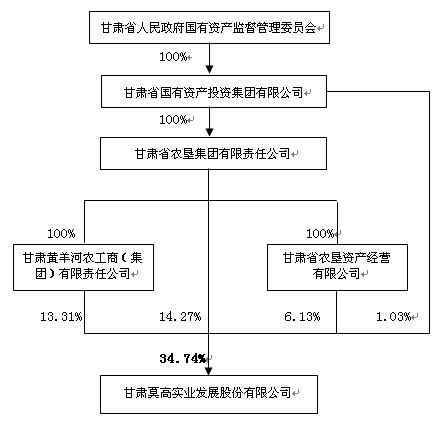 甘肃省人民政府国有资产监督管理委员会
100%
甘肃省国有资产投资集团有限公司
100%
甘肃省农垦集团有限责任公司
100%
100%
甘肃黄羊河农工商（集
团）有限责任公司
甘肃省农垦资产经营
有限公司
13.31%
14.27%
6.13%
1.03%
34.74%
甘肃莫高实业发展股份有限公司